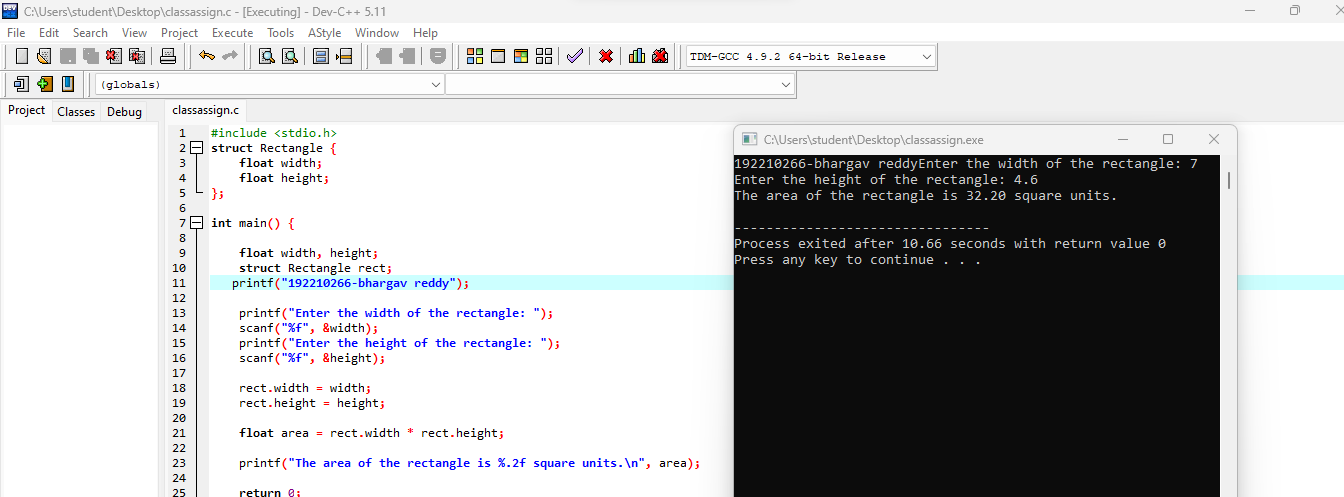 C:\Users\student\Desktop\classassign.c - [Executing] - Dev-C++ 5.11
File Edit Search View Project Execute Tools AStyle Window Help
TDM-GCC 4.9.2 64-bit Release
(globals)
Project Classes Debug
classassign.c
1 #include <stdio.h>
2 struct Rectangle {
3 float width;
4 float height;
5 };
6
7 int main() {
8
9 float width, height;
10 struct Rectangle rect;
11 printf("192210266-bhargav reddy");
12
13 printf("Enter the width of the rectangle: ");
14 scanf("%f", &width);
15 printf("Enter the height of the rectangle: ");
16 scanf("%f", &height);
17
18 rect.width = width;
19 rect.height = height;
20
21 float area = rect.width * rect.height;
22
23 printf("The area of the rectangle is %.2f square units.\n", area);
24
25 return 0;
C:\Users\student\Desktop\classassign.exe
192210266-bhargav reddyEnter the width of the rectangle: 7
Enter the height of the rectangle: 4.6
The area of the rectangle is 32.20 square units.
--------------------------------
Process exited after 10.66 seconds with return value 0
Press any key to continue . . .